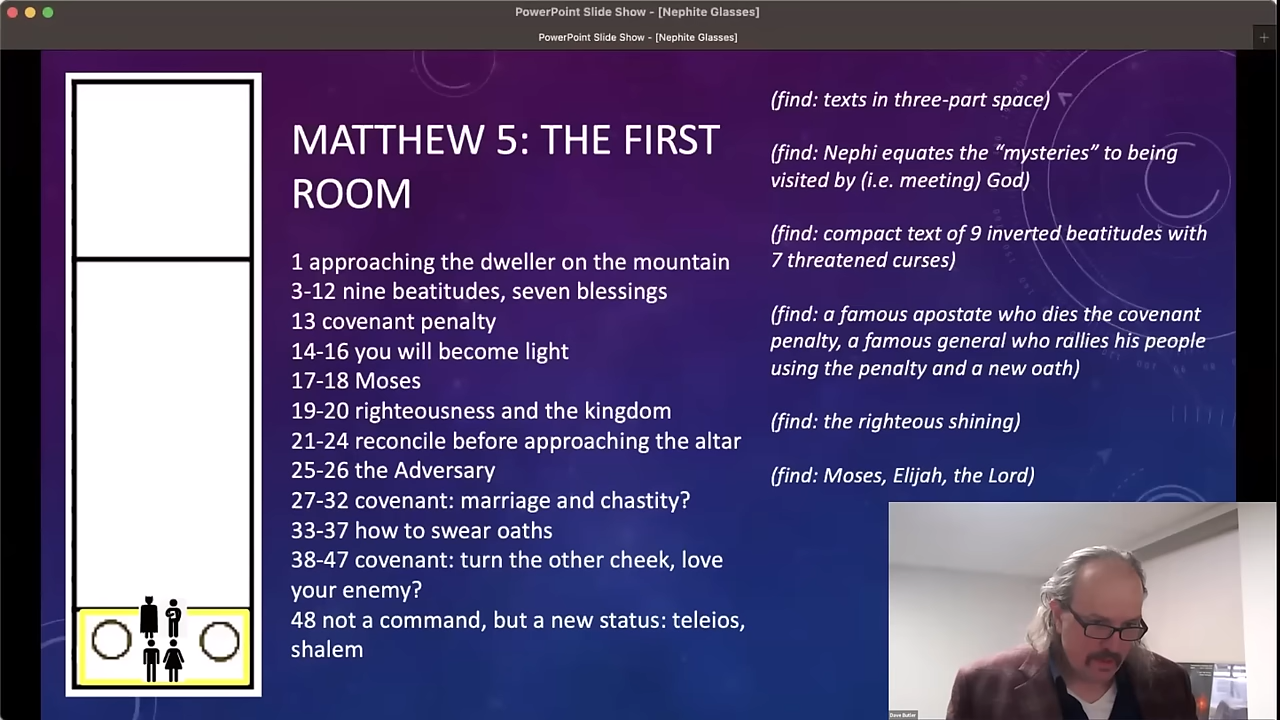 PowerPoint Slide Show - [Nephite Glasses]
PowerPoint Slide Show - [Nephite Glasses]
MATTHEW 5: THE FIRST
ROOM
1 approaching the dweller on the mountain
3-12 nine beatitudes, seven blessings
13 covenant penalty
14-16 you will become light
17-18 Moses
19-20 righteousness and the kingdom
21-24 reconcile before approaching the altar
25-26 the Adversary
27-32 covenant: marriage and chastity?
33-37 how to swear oaths
38-47 covenant: turn the other cheek, love
your enemy?
48 not a command, but a new status: teleios,
shalem
(find: texts in three-part space)
(find: Nephi equates the “mysteries” to being
visited by (i.e. meeting) God)
(find: compact text of 9 inverted beatitudes with
7 threatened curses)
(find: a famous apostate who dies the covenant
penalty, a famous general who rallies his people
using the penalty and a new oath)
(find: the righteous shining)
(find: Moses, Elijah, the Lord)
Dave Butler